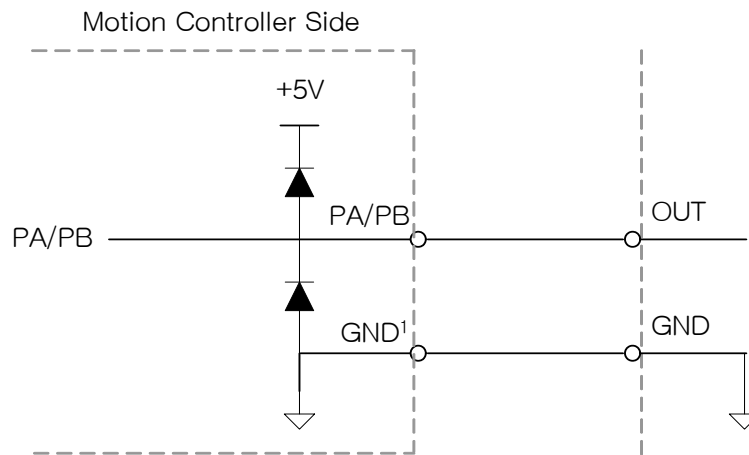 Motion Controller Side
+5V
PA/PB
OUT
PA/PB
GND¹
GND